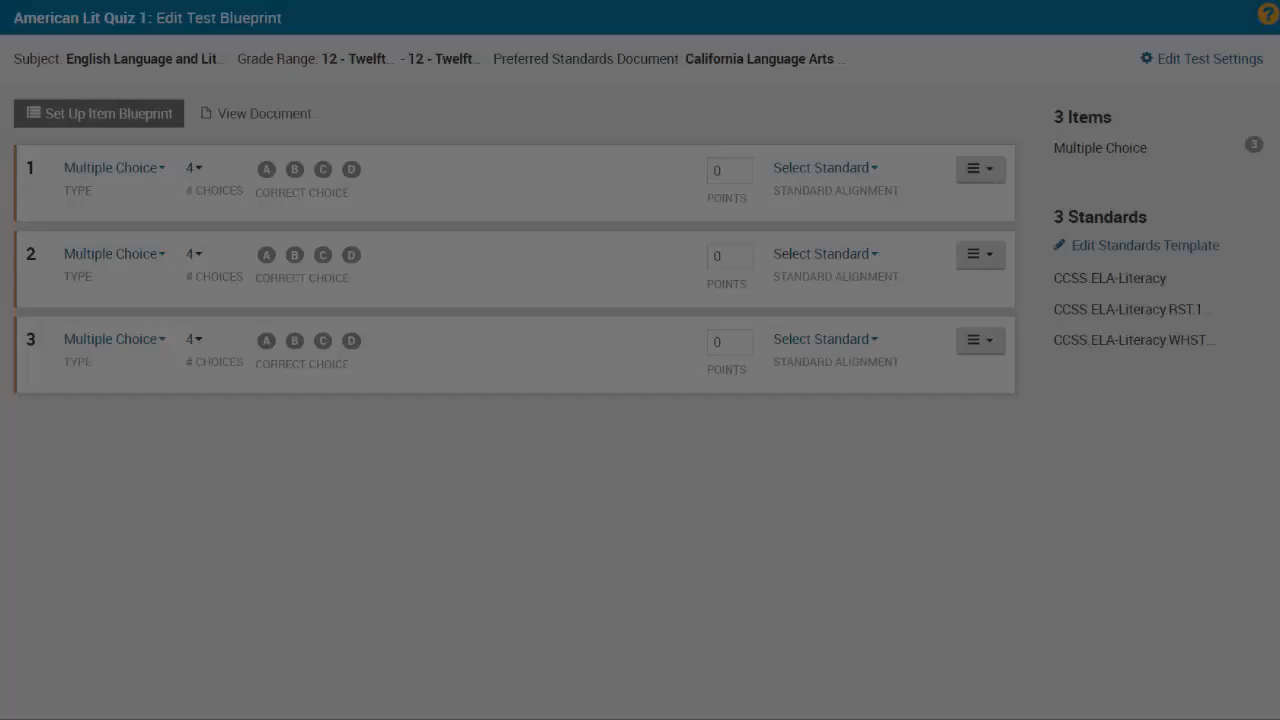 American Lit Quiz 1: Edit Test Blueprint
?
Subject: English Language and Lit... Grade Range: 12 - Twelft... - 12 - Twelft... Preferred Standards Document: California Language Arts ...
Edit Test Settings
Set Up Item Blueprint
View Document
1
Multiple Choice
TYPE
4
# CHOICES
A B C D
CORRECT CHOICE
0
POINTS
Select Standard
STANDARD ALIGNMENT
2
Multiple Choice
TYPE
4
# CHOICES
A B C D
CORRECT CHOICE
0
POINTS
Select Standard
STANDARD ALIGNMENT
3
Multiple Choice
TYPE
4
# CHOICES
A B C D
CORRECT CHOICE
0
POINTS
Select Standard
STANDARD ALIGNMENT
3 Items
Multiple Choice 3
3 Standards
Edit Standards Template
CCSS.ELA-Literacy
CCSS.ELA-Literacy.RST.1...
CCSS.ELA-Literacy.WHST...